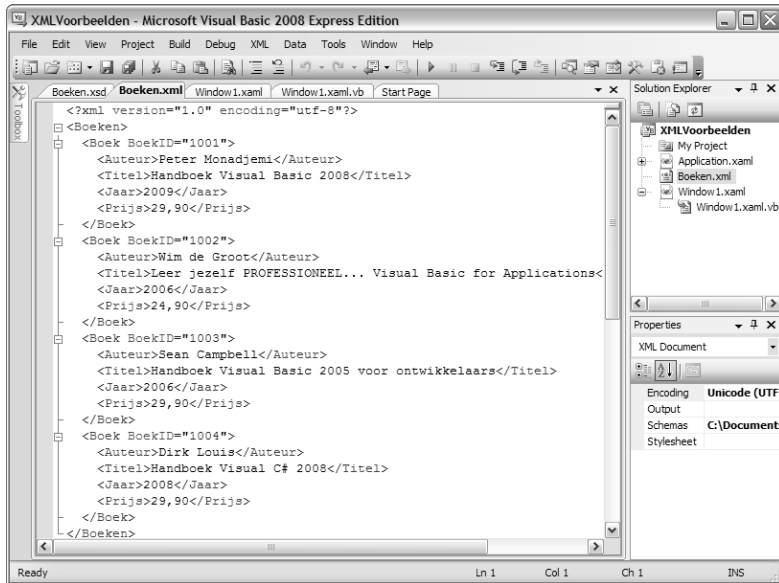 XMLVoorbeelden - Microsoft Visual Basic 2008 Express Edition
File Edit View Project Build Debug XML Data Tools Window Help
Toolbox
Boeken.xsd Boeken.xml Window1.xaml Window1.xaml.vb Start Page
<?xml version="1.0" encoding="utf-8"?>
<Boeken>
<Boek BoekID="1001">
<Auteur>Peter Monadjemi</Auteur>
<Titel>Handboek Visual Basic 2008</Titel>
<Jaar>2009</Jaar>
<Prijs>29,90</Prijs>
</Boek>
<Boek BoekID="1002">
<Auteur>Wim de Groot</Auteur>
<Titel>Leer jezelf PROFESSIONEEL... Visual Basic for Applications<
<Jaar>2006</Jaar>
<Prijs>24,90</Prijs>
</Boek>
<Boek BoekID="1003">
<Auteur>Sean Campbell</Auteur>
<Titel>Handboek Visual Basic 2005 voor ontwikkelaars</Titel>
<Jaar>2006</Jaar>
<Prijs>29,90</Prijs>
</Boek>
<Boek BoekID="1004">
<Auteur>Dirk Louis</Auteur>
<Titel>Handboek Visual C# 2008</Titel>
<Jaar>2008</Jaar>
<Prijs>29,90</Prijs>
</Boek>
</Boeken>
Solution Explorer
XMLVoorbeelden
My Project
Application.xaml
Boeken.xml
Window1.xaml
Window1.xaml.vb
Properties
XML Document
Encoding Unicode (UTF
Output
Schemas C:\Document
Stylesheet
Ready Ln 1 Col 1 Ch 1 INS